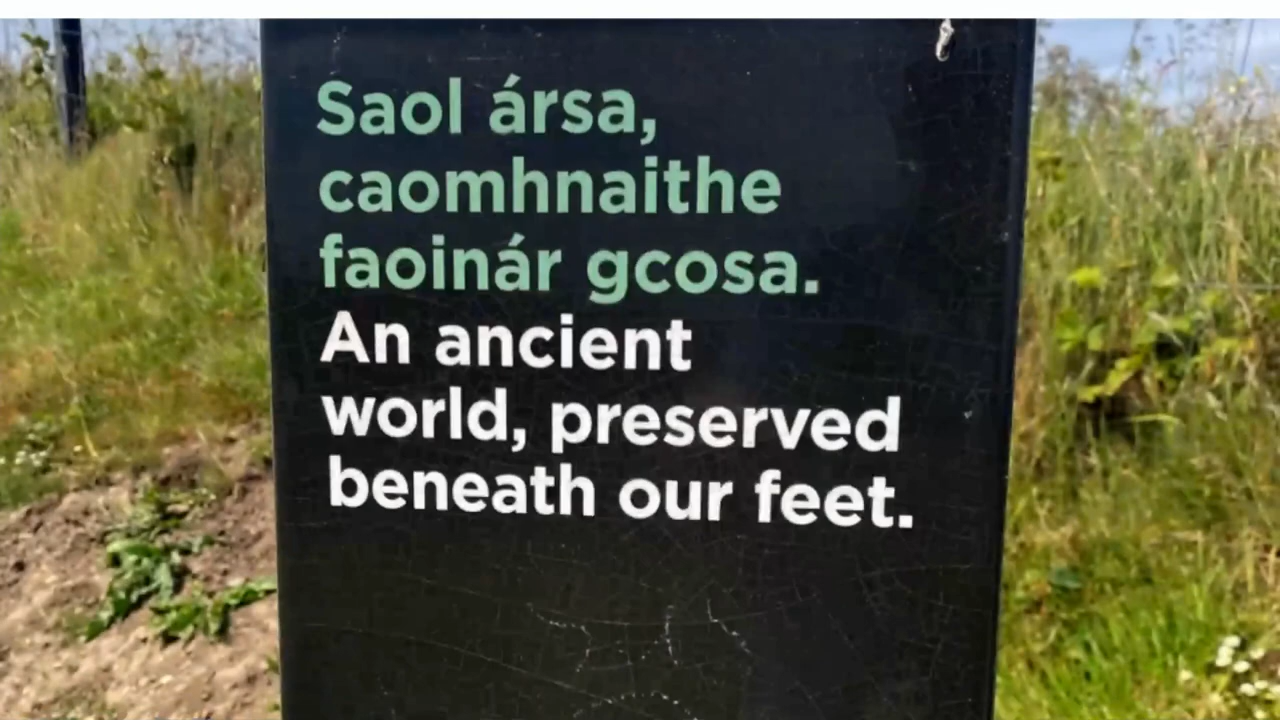 Saol ársa,
caomhnaithe
faoinár gcosa.
An ancient
world, preserved
beneath our feet.